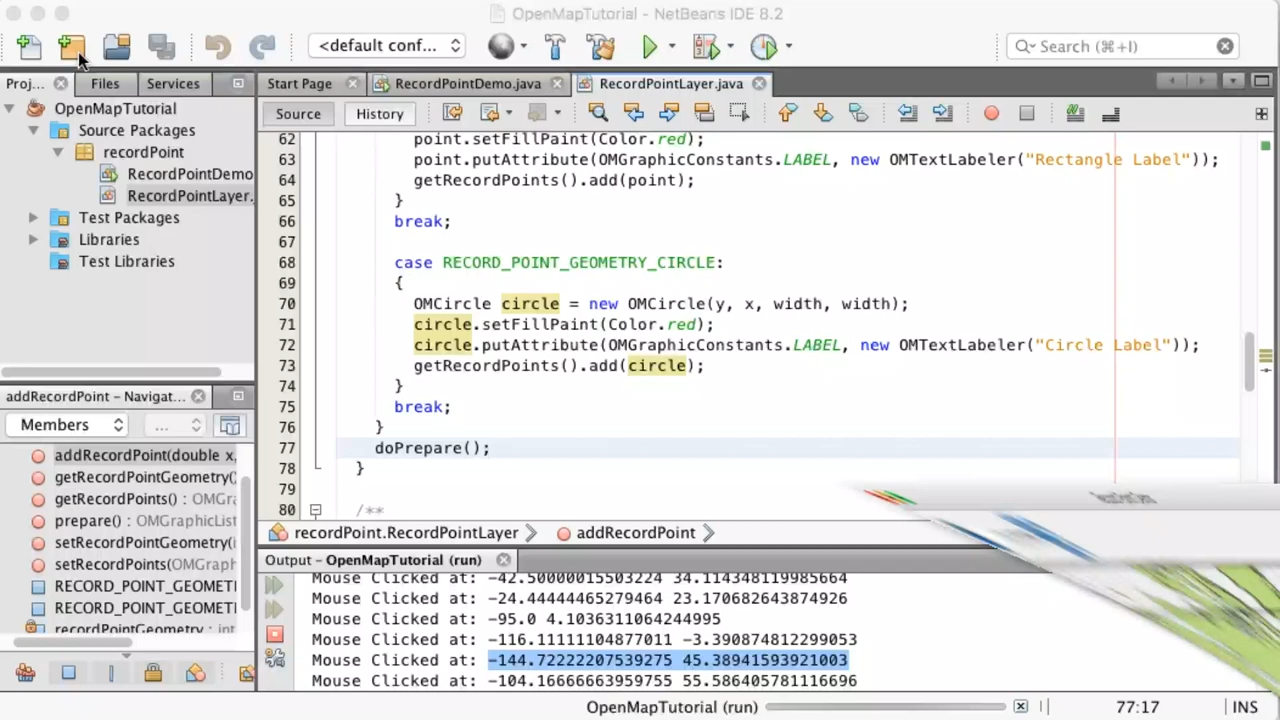 OpenMapTutorial - NetBeans IDE 8.2
<default conf...
Search (⌘+I)
Proj...
Files
Services
Start Page
RecordPointDemo.java
RecordPointLayer.java
Source
History
OpenMapTutorial
Source Packages
recordPoint
RecordPointDemo
RecordPointLayer.
Test Packages
Libraries
Test Libraries
62 point.setFillPaint(Color.red);
63 point.putAttribute(OMGraphicConstants.LABEL, new OMTextLabeler("Rectangle Label"));
64 getRecordPoints().add(point);
65 }
66 break;
67
68 case RECORD_POINT_GEOMETRY_CIRCLE:
69 {
70 OMCircle circle = new OMCircle(y, x, width, width);
71 circle.setFillPaint(Color.red);
72 circle.putAttribute(OMGraphicConstants.LABEL, new OMTextLabeler("Circle Label"));
73 getRecordPoints().add(circle);
74 }
75 break;
76 }
77 doPrepare();
78 }
79
80 /**
recordPoint.RecordPointLayer
addRecordPoint
addRecordPoint - Navigat...
Members
...
addRecordPoint(double x,
getRecordPointGeometry()
getRecordPoints() : OMGra
prepare() : OMGraphicList
setRecordPointGeometry(i
setRecordPoints(OMGraph
RECORD_POINT_GEOMETI
RECORD_POINT_GEOMETI
recordPointGeometry : int
Output - OpenMapTutorial (run)
Mouse Clicked at: -42.50000015503224 34.114348119985664
Mouse Clicked at: -24.44444465279464 23.170682643874926
Mouse Clicked at: -95.0 4.1036311064244995
Mouse Clicked at: -116.11111104877011 -3.390874812299053
Mouse Clicked at: -144.72222207539275 45.38941593921003
Mouse Clicked at: -104.16666663959755 55.586405781116696
OpenMapTutorial (run)
77:17
INS